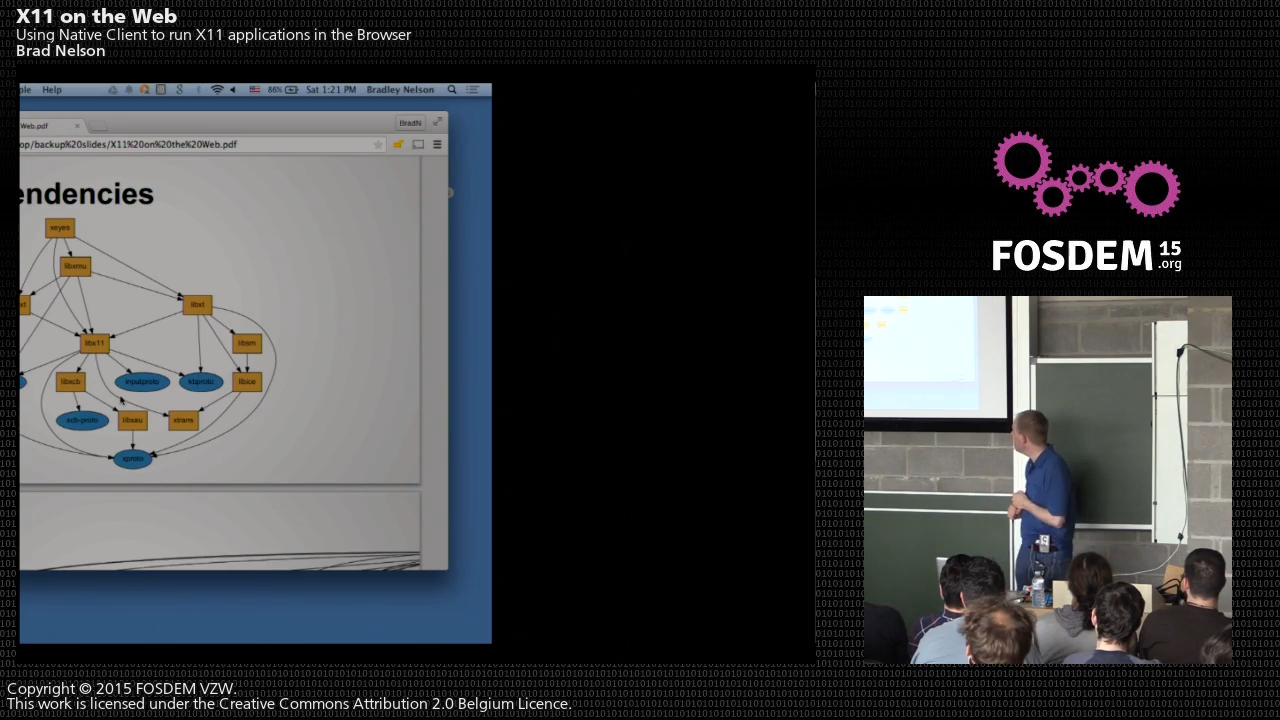 X11 on the Web
Using Native Client to run X11 applications in the Browser
Brad Nelson
ple Help 86% Sat 1:21 PM Bradley Nelson
Web.pdf BradN
op/backup%20slides/X11%20on%20the%20Web.pdf
endencies
xeyes
libxmu
xt libxt
libx11 libsm
libxcb inputproto kbproto libice
xcb-proto libxau xtrans
xproto
FOSDEM 15
.org
Copyright © 2015 FOSDEM VZW.
This work is licensed under the Creative Commons Attribution 2.0 Belgium Licence.